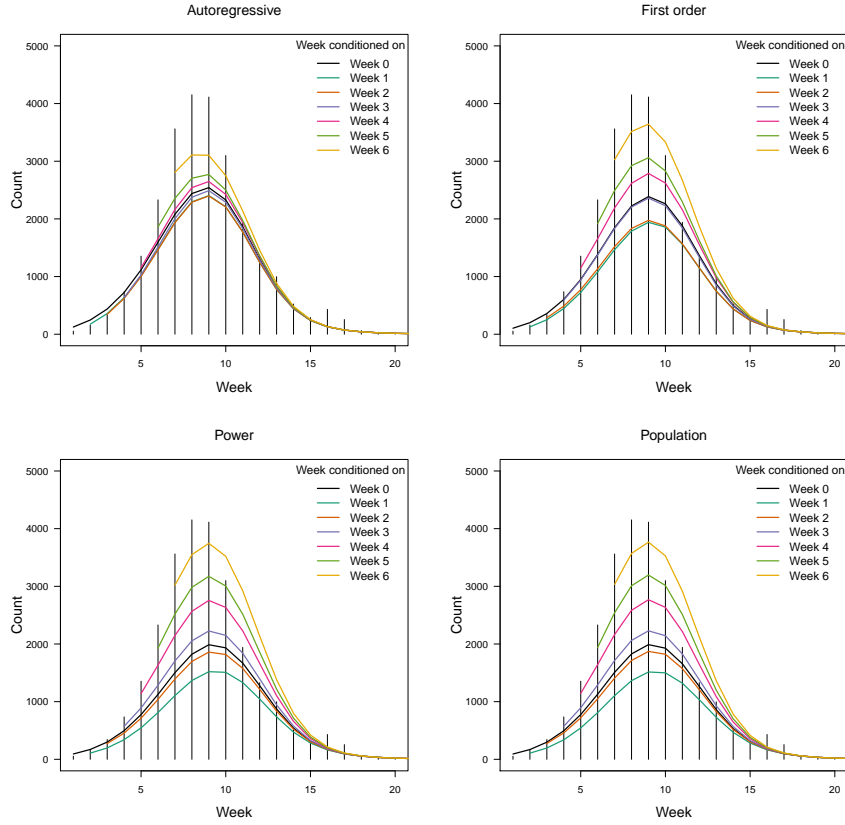 Autoregressive
5000
4000
3000
2000
1000
0
Count
5 10 15 20
Week
Week conditioned on
Week 0
Week 1
Week 2
Week 3
Week 4
Week 5
Week 6
First order
5000
4000
3000
2000
1000
0
Count
5 10 15 20
Week
Week conditioned on
Week 0
Week 1
Week 2
Week 3
Week 4
Week 5
Week 6
Power
5000
4000
3000
2000
1000
0
Count
5 10 15 20
Week
Week conditioned on
Week 0
Week 1
Week 2
Week 3
Week 4
Week 5
Week 6
Population
5000
4000
3000
2000
1000
0
Count
5 10 15 20
Week
Week conditioned on
Week 0
Week 1
Week 2
Week 3
Week 4
Week 5
Week 6